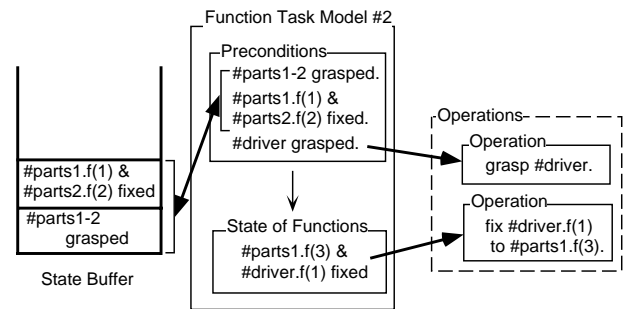 Function Task Model #2
Preconditions
#parts1-2 grasped.
#parts1.f(1) &
#parts2.f(2) fixed.
#driver grasped.
State of Functions
#parts1.f(3) &
#driver.f(1) fixed
#parts1.f(1) &
#parts2.f(2) fixed
#parts1-2
grasped
State Buffer
Operations
Operation
grasp #driver.
Operation
fix #driver.f(1)
to #parts1.f(3).